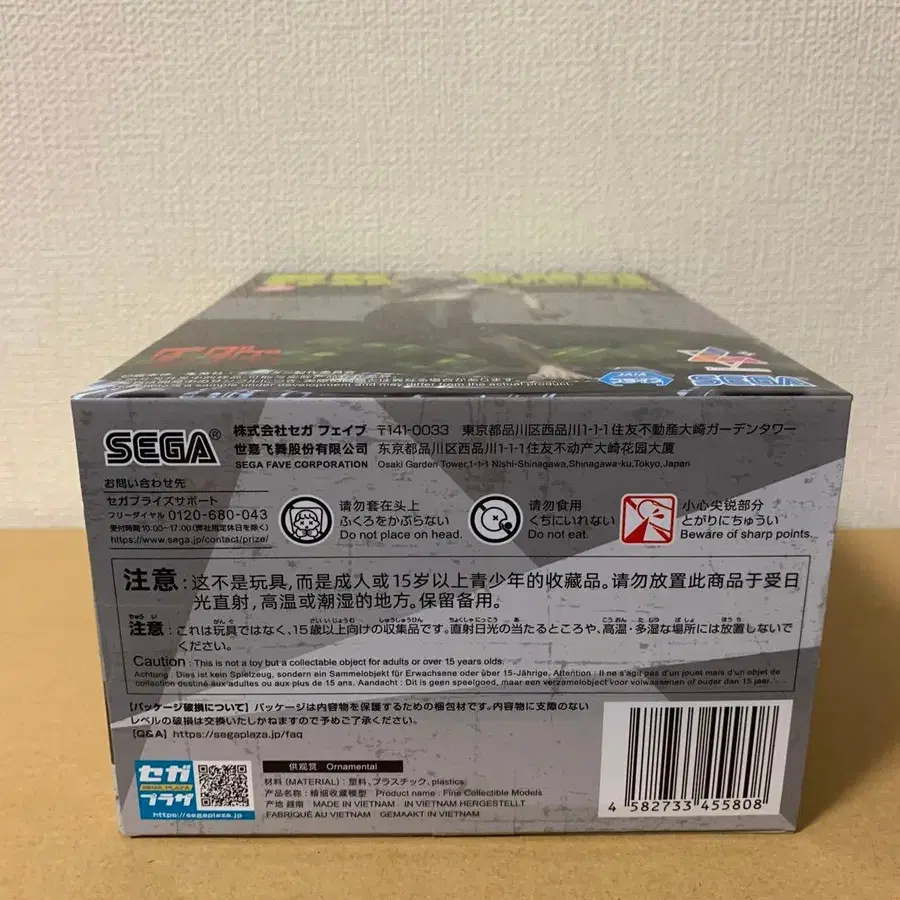 SEGA
SEGA®
株式会社セガ フェイブ 〒141-0033 東京都品川区西品川1-1-1住友不動産大崎ガーデンタワー
世嘉飞舞股份有限公司 东京都品川区西品川1-1-1住友不动产大崎花园大厦
SEGA FAVE CORPORATION Osaki Garden Tower,1-1-1 Nishi-Shinagawa,Shinagawa-ku,Tokyo,Japan
お問い合わせ先
セガプライズサポート
フリーダイヤル 0120-680-043
受付時間10:00~17:00(弊社指定休日を除く)
https://www.sega.jp/contact/prize/
请勿套在头上
ふくろをかぶらない
Do not place on head.
请勿食用
くちにいれない
Do not eat.
小心尖锐部分
とがりにちゅうい
Beware of sharp points.
注意:这不是玩具,而是成人或15岁以上青少年的收藏品。请勿放置此商品于受日
光直射,高温或潮湿的地方。保留备用。
注意:これは玩具ではなく、15歳以上向けの収集品です。直射日光の当たるところや、高温・多湿な場所には放置しないで
ください。
Caution : This is not a toy but a collectable object for adults or over 15 years olds.
Achtung : Dies ist kein Spielzeug, sondern ein Sammelobjekt für Erwachsene oder über 15-Jährige. Attention : Il ne s'agit pas d'un jouet mais d'un objet de
collection destiné aux adultes ou aux plus de 15 ans. Aandacht : Dit is geen speelgoed, maar een verzamelobject voor volwassenen of ouder dan 15 jaar.
【パッケージ破損について】パッケージは内容物を保護するための梱包材です。内容物に支障のない
レベルの破損は交換いたしかねますので予めご了承ください。
【Q&A】https://segaplaza.jp/faq
セガ
SEGA PLAZA
プラザ
https://segaplaza.jp
供观赏 Ornamental
材料(MATERIAL):塑料、プラスチック、plastics
产品名称:精细收藏模型 Product name : Fine Collectible Models
产地 越南 MADE IN VIETNAM IN VIETNAM HERGESTELLT
FABRIQUÉ AU VIETNAM GEMAAKT IN VIETNAM
4 582733 455808